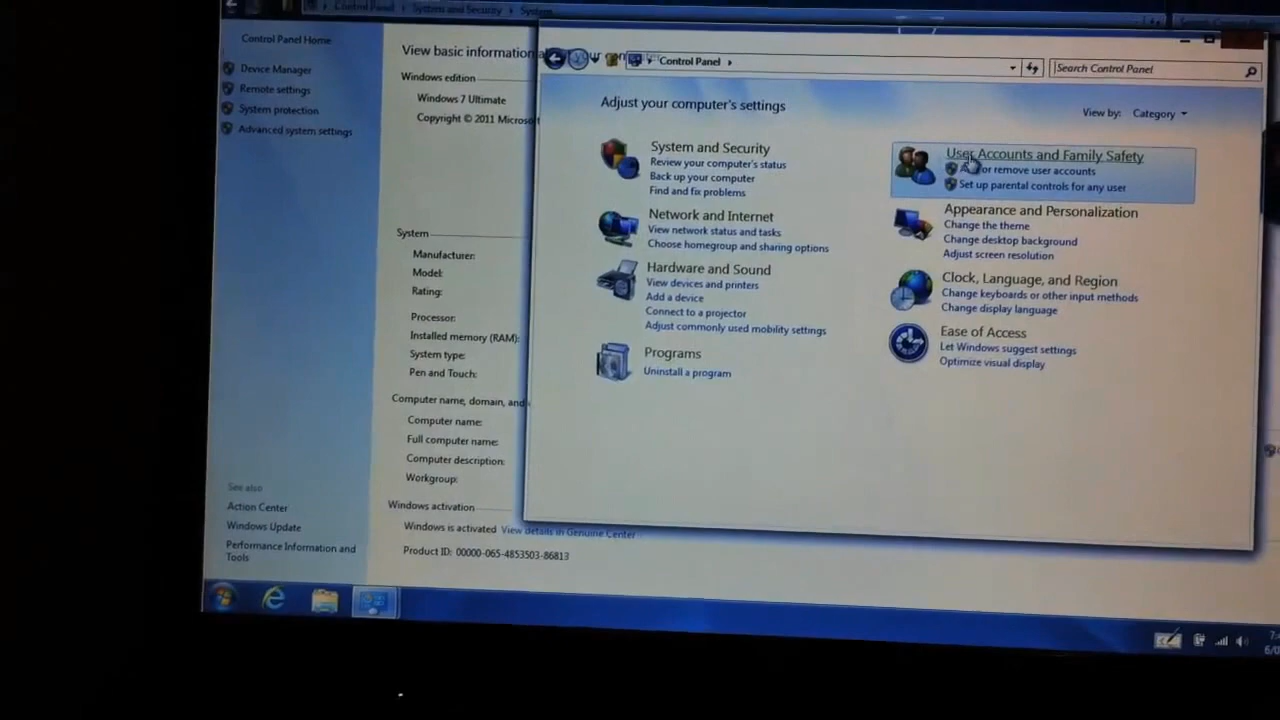 Control Panel System and Security System
Control Panel Home
Device Manager
Remote settings
System protection
Advanced system settings
See also
Action Center
Windows Update
Performance Information and
Tools
View basic information
Windows edition
Windows 7 Ultimate
Copyright © 2011
System
Manufacturer:
Model:
Rating:
Processor:
Installed memory (RAM):
System type:
Pen and Touch:
Computer name, domain, and
Computer name:
Full computer name:
Computer description:
Workgroup:
Windows activation
Windows is activated View details in Genuine Center
Product ID: 00000-065-4853503-86813
Control Panel
Search Control Panel
Adjust your computer's settings
View by: Category
System and Security
Review your computer's status
Back up your computer
Find and fix problems
Network and Internet
View network status and tasks
Choose homegroup and sharing options
Hardware and Sound
View devices and printers
Add a device
Connect to a projector
Adjust commonly used mobility settings
Programs
Uninstall a program
User Accounts and Family Safety
or remove user accounts
Set up parental controls for any user
Appearance and Personalization
Change the theme
Change desktop background
Adjust screen resolution
Clock, Language, and Region
Change keyboards or other input methods
Change display language
Ease of Access
Let Windows suggest settings
Optimize visual display